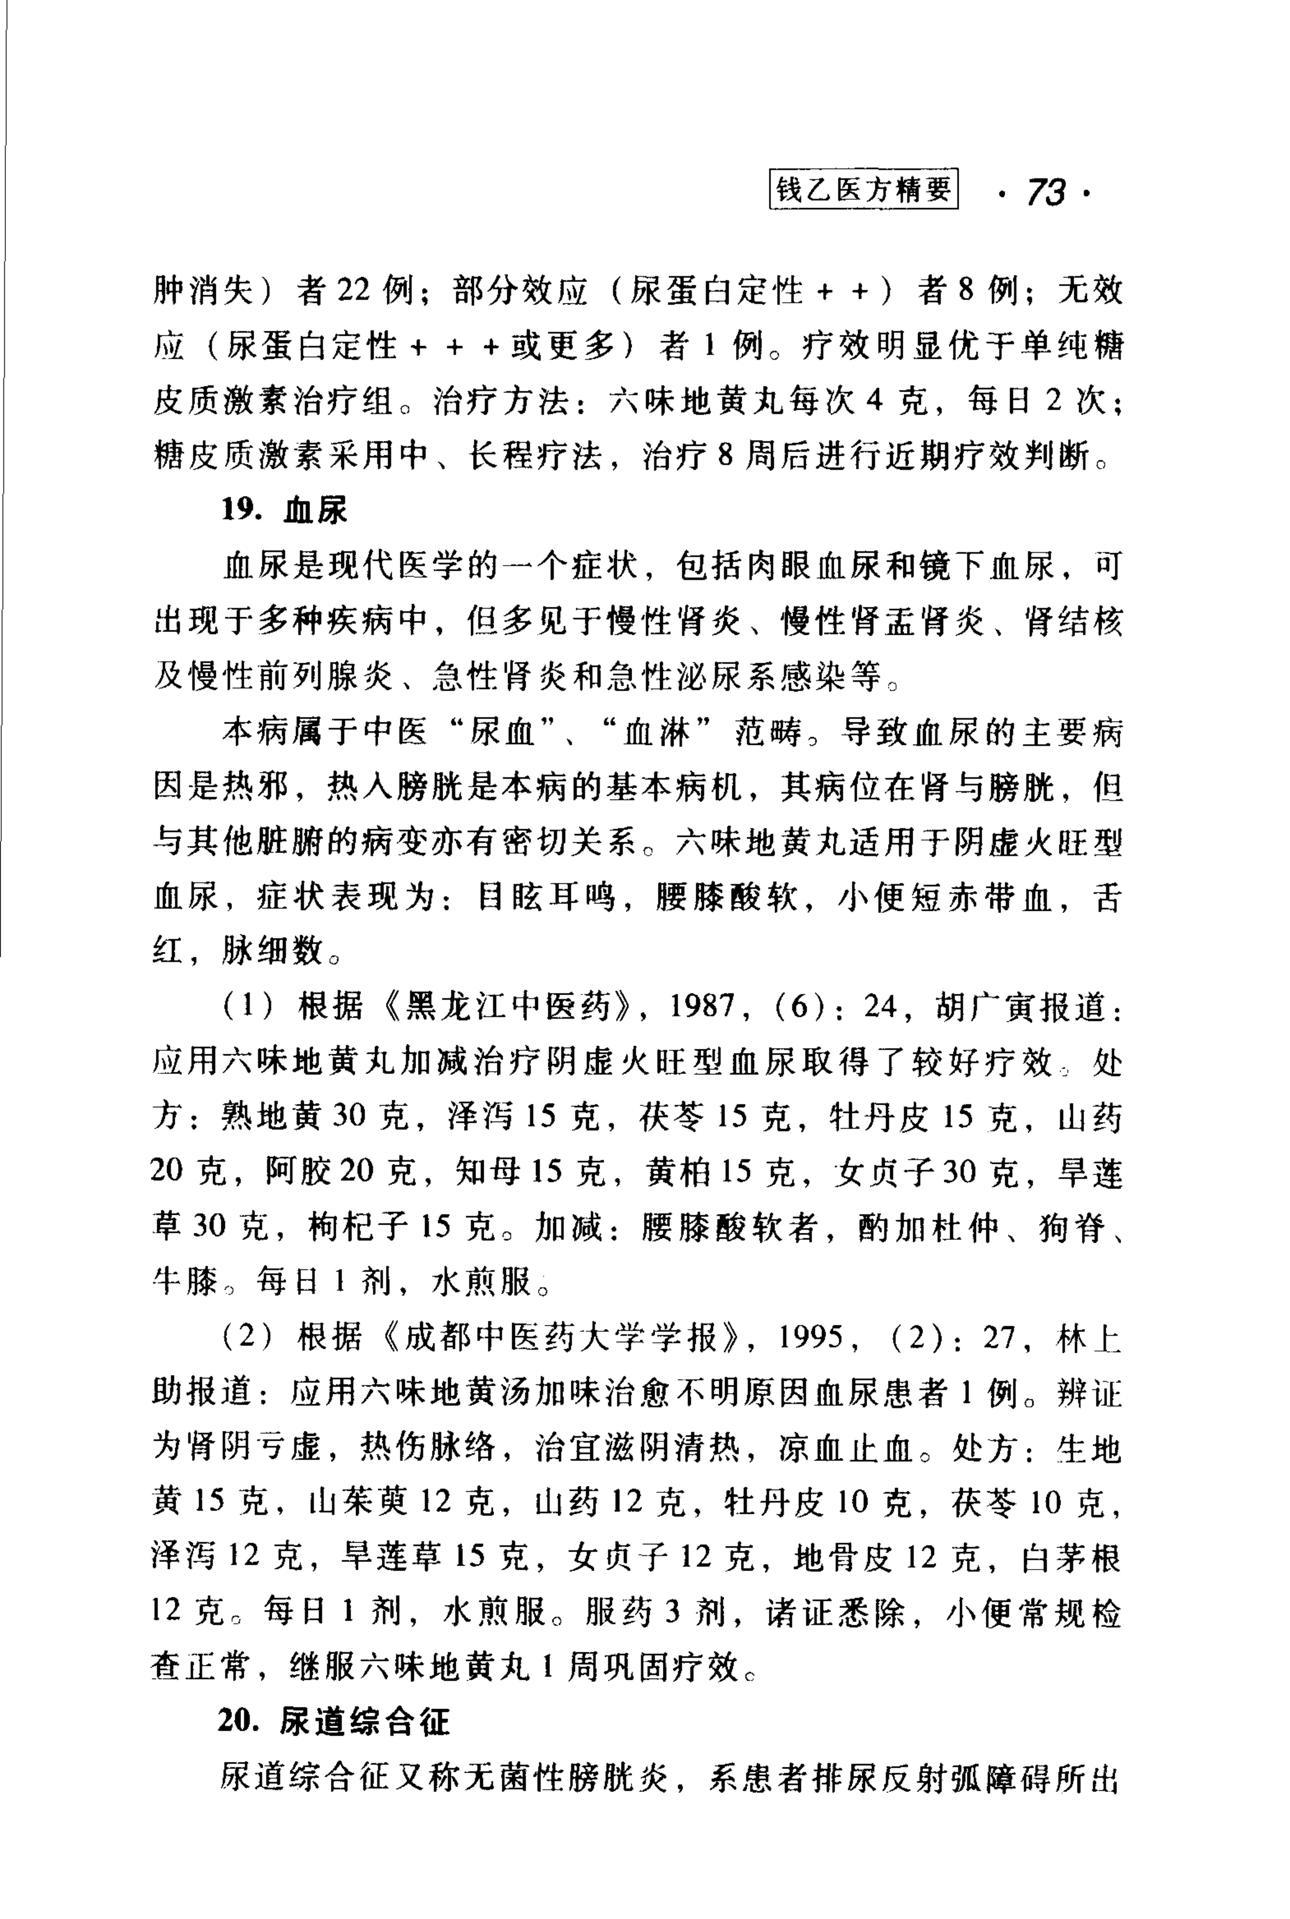 钱乙医方精要 · 73 ·
肿消失）者 22 例；部分效应（尿蛋白定性 + +）者 8 例；无效
应（尿蛋白定性 + + + 或更多）者 1 例。疗效明显优于单纯糖
皮质激素治疗组。治疗方法：六味地黄丸每次 4 克，每日 2 次；
糖皮质激素采用中、长程疗法，治疗 8 周后进行近期疗效判断。
19. 血尿
血尿是现代医学的一个症状，包括肉眼血尿和镜下血尿，可
出现于多种疾病中，但多见于慢性肾炎、慢性肾盂肾炎、肾结核
及慢性前列腺炎、急性肾炎和急性泌尿系感染等。
本病属于中医“尿血”、“血淋”范畴。导致血尿的主要病
因是热邪，热入膀胱是本病的基本病机，其病位在肾与膀胱，但
与其他脏腑的病变亦有密切关系。六味地黄丸适用于阴虚火旺型
血尿，症状表现为：目眩耳鸣，腰膝酸软，小便短赤带血，舌
红，脉细数。
（1）根据《黑龙江中医药》，1987，（6）：24，胡广寅报道：
应用六味地黄丸加减治疗阴虚火旺型血尿取得了较好疗效。处
方：熟地黄 30 克，泽泻 15 克，茯苓 15 克，牡丹皮 15 克，山药
20 克，阿胶 20 克，知母 15 克，黄柏 15 克，女贞子 30 克，旱莲
草 30 克，枸杞子 15 克。加减：腰膝酸软者，酌加杜仲、狗脊、
牛膝。每日 1 剂，水煎服。
（2）根据《成都中医药大学学报》，1995，（2）：27，林上
助报道：应用六味地黄汤加味治愈不明原因血尿患者 1 例。辨证
为肾阴亏虚，热伤脉络，治宜滋阴清热，凉血止血。处方：生地
黄 15 克，山茱萸 12 克，山药 12 克，牡丹皮 10 克，茯苓 10 克，
泽泻 12 克，旱莲草 15 克，女贞子 12 克，地骨皮 12 克，白茅根
12 克。每日 1 剂，水煎服。服药 3 剂，诸证悉除，小便常规检
查正常，继服六味地黄丸 1 周巩固疗效。
20. 尿道综合征
尿道综合征又称无菌性膀胱炎，系患者排尿反射弧障碍所出